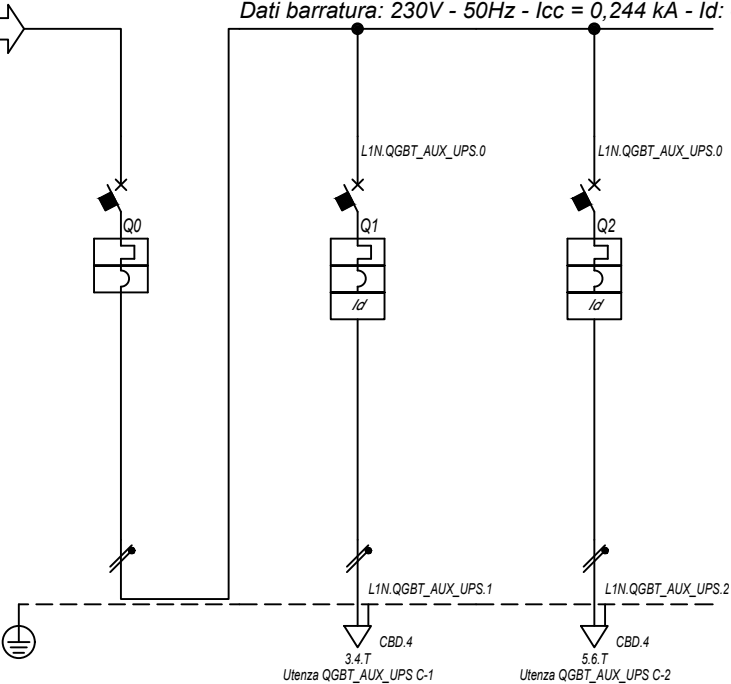 Dati barratura: 230V - 50Hz - Icc = 0,244 kA - Id:
L1N.QGBT_AUX_UPS.0
L1N.QGBT_AUX_UPS.0
Q0
Q1
Q2
Id
Id
L1N.QGBT_AUX_UPS.1
L1N.QGBT_AUX_UPS.2
CBD.4
CBD.4
3.4.T
5.6.T
Utenza QGBT_AUX_UPS C-1
Utenza QGBT_AUX_UPS C-2